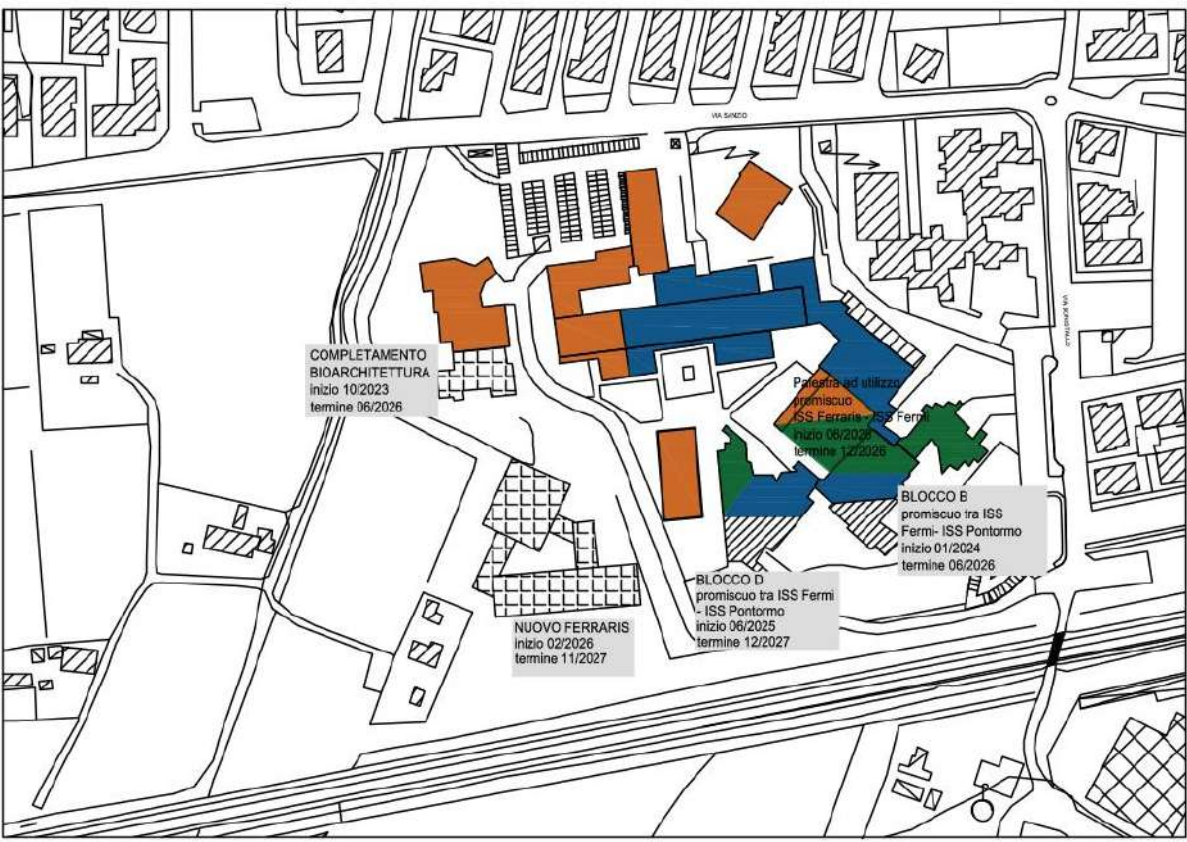 VIA SANZIO
COMPLETAMENTO
BIOARCHITETTURA
inizio 10/2023
termine 06/2026
Palestra ad utilizzo
promiscuo
ISS Ferraris - ISS Fermi
inizio 06/2026
termine 12/2026
BLOCCO B
promiscuo tra ISS
Fermi- ISS Pontormo
inizio 01/2024
termine 06/2026
BLOCCO D
promiscuo tra ISS Fermi
- ISS Pontormo
inizio 06/2025
termine 12/2027
NUOVO FERRARIS
inizio 02/2026
termine 11/2027
VIA